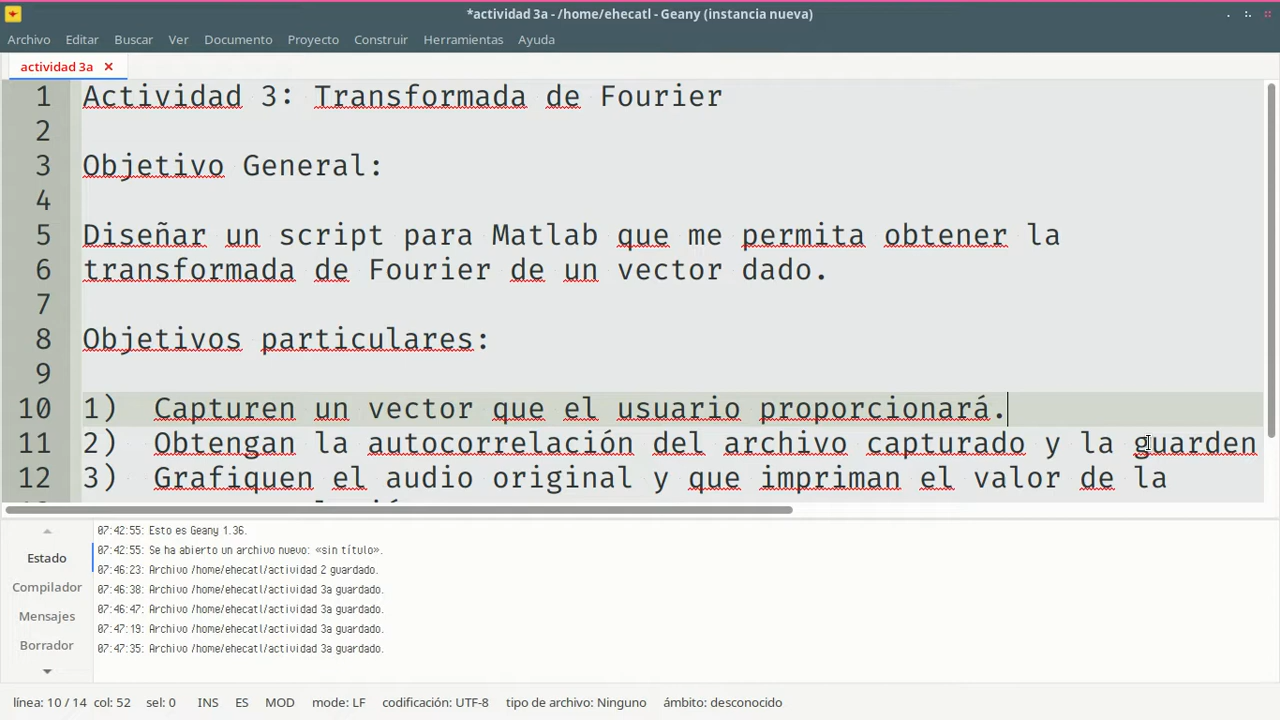 *actividad 3a - /home/ehecatl - Geany (instancia nueva)
Archivo Editar Buscar Ver Documento Proyecto Construir Herramientas Ayuda
actividad 3a
1 Actividad 3: Transformada de Fourier
2
3 Objetivo General:
4
5 Diseñar un script para Matlab que me permita obtener la
6 transformada de Fourier de un vector dado.
7
8 Objetivos particulares:
9
10 1) Capturen un vector que el usuario proporcionará.
11 2) Obtengan la autocorrelación del archivo capturado y la guarden
12 3) Grafiquen el audio original y que impriman el valor de la
Estado
Compilador
Mensajes
Borrador
07:42:55: Esto es Geany 1.36.
07:42:55: Se ha abierto un archivo nuevo: «sin título».
07:46:23: Archivo /home/ehecatl/actividad 2 guardado.
07:46:38: Archivo /home/ehecatl/actividad 3a guardado.
07:46:47: Archivo /home/ehecatl/actividad 3a guardado.
07:47:19: Archivo /home/ehecatl/actividad 3a guardado.
07:47:35: Archivo /home/ehecatl/actividad 3a guardado.
línea: 10 / 14 col: 52 sel: 0 INS ES MOD mode: LF codificación: UTF-8 tipo de archivo: Ninguno ámbito: desconocido